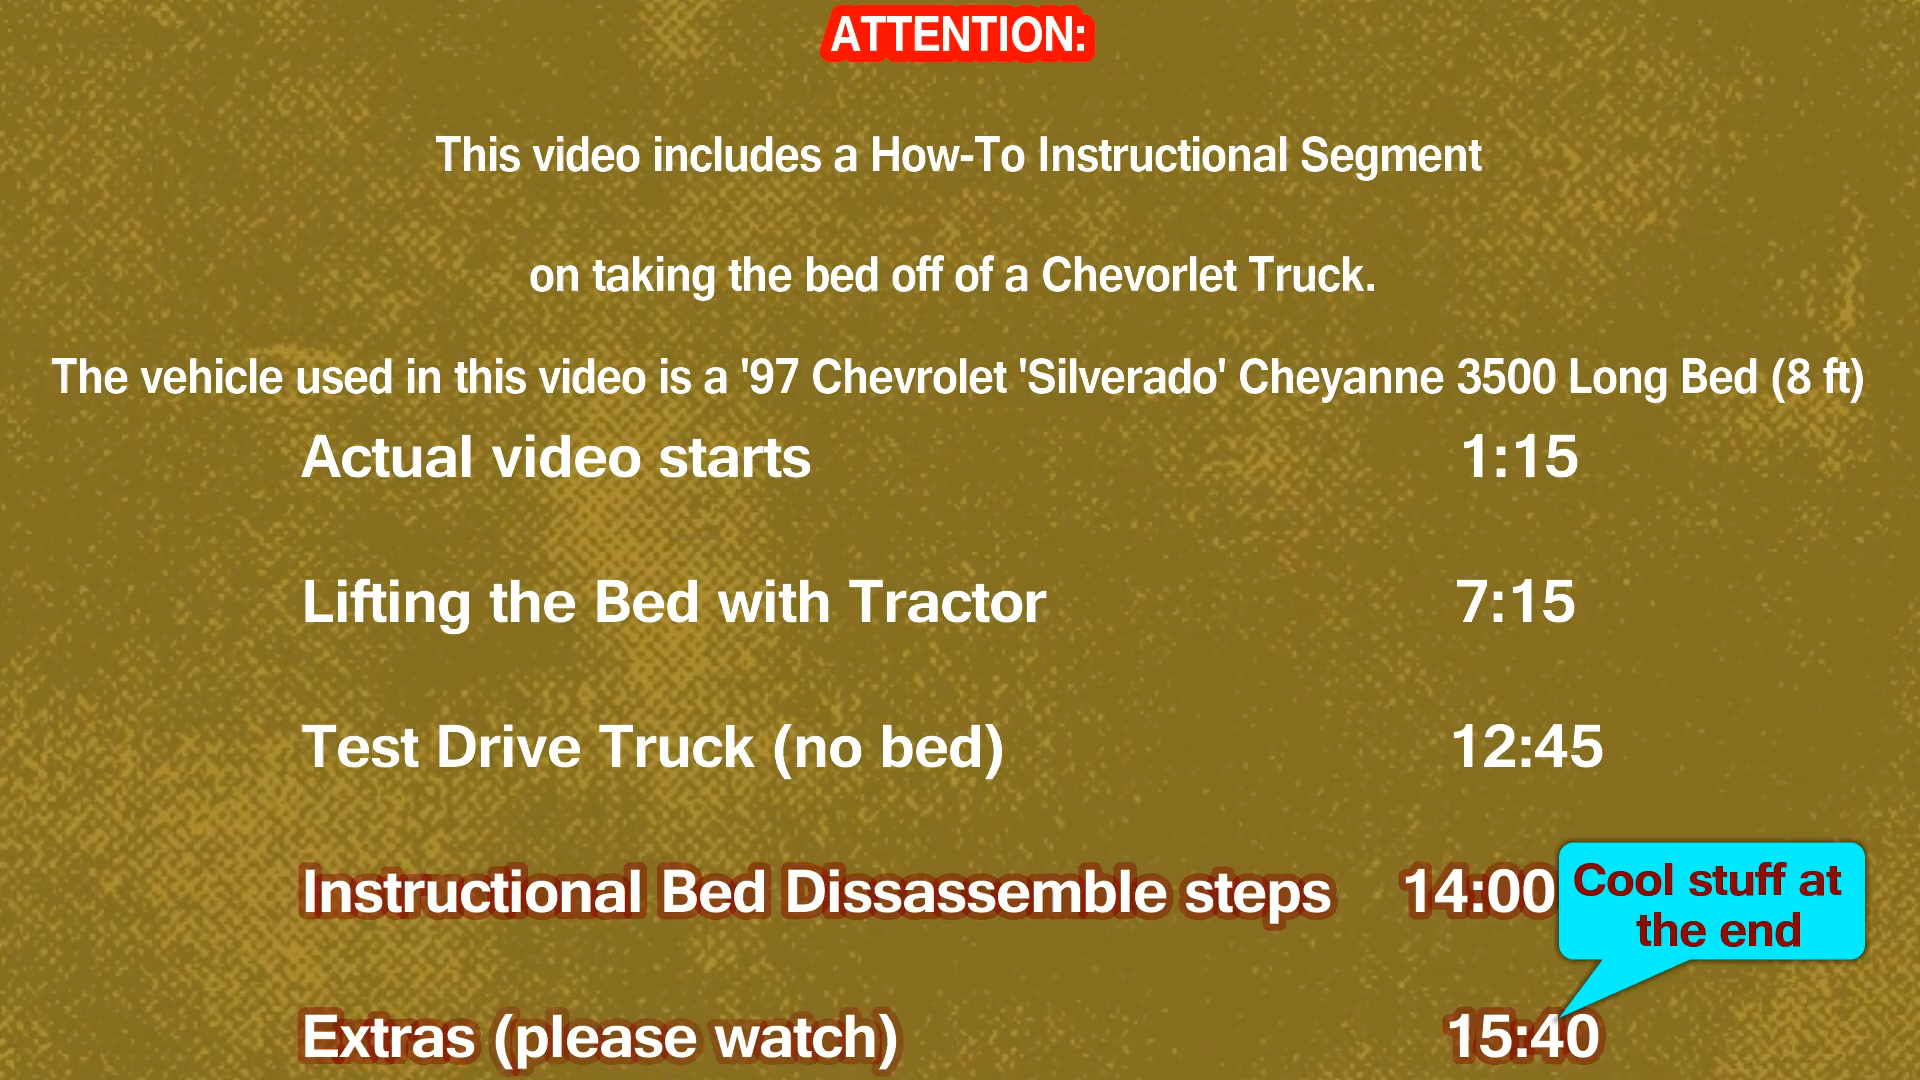 ATTENTION:
This video includes a How-To Instructional Segment
on taking the bed off of a Chevorlet Truck.
The vehicle used in this video is a '97 Chevrolet 'Silverado' Cheyanne 3500 Long Bed (8 ft)
Actual video starts 1:15
Lifting the Bed with Tractor 7:15
Test Drive Truck (no bed) 12:45
Instructional Bed Dissassemble steps 14:00
Cool stuff at
the end
Extras (please watch) 15:40